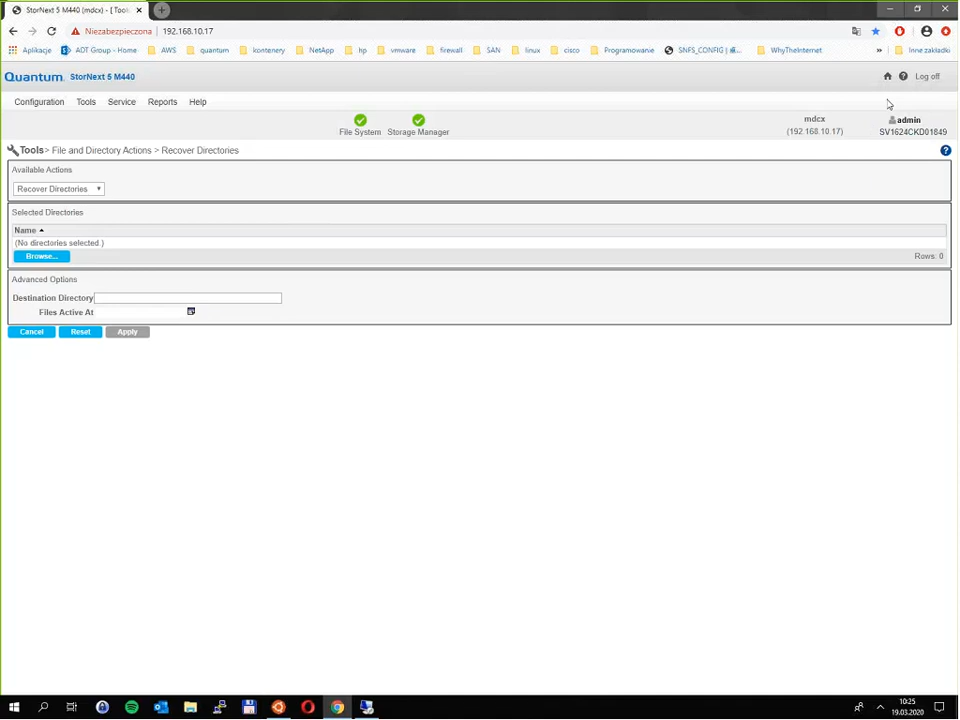 StorNext 5 M440 (mdcx) - [ Tool
Niezabezpieczona 192.168.10.17
Aplikacje ADT Group - Home AWS quantum kontenery NetApp hp vmware firewall SAN linux cisco Programowanie SNFS_CONFIG | WhyTheInternet » Inne zakładki
Quantum. StorNext 5 M440 Log off
Configuration Tools Service Reports Help
File System Storage Manager
mdcx
(192.168.10.17)
admin
SV1624CKD01849
Tools> File and Directory Actions > Recover Directories
Available Actions
Recover Directories
Selected Directories
Name
(No directories selected.)
Browse... Rows: 0
Advanced Options
Destination Directory
Files Active At
Cancel Reset Apply
10:25
19.03.2020